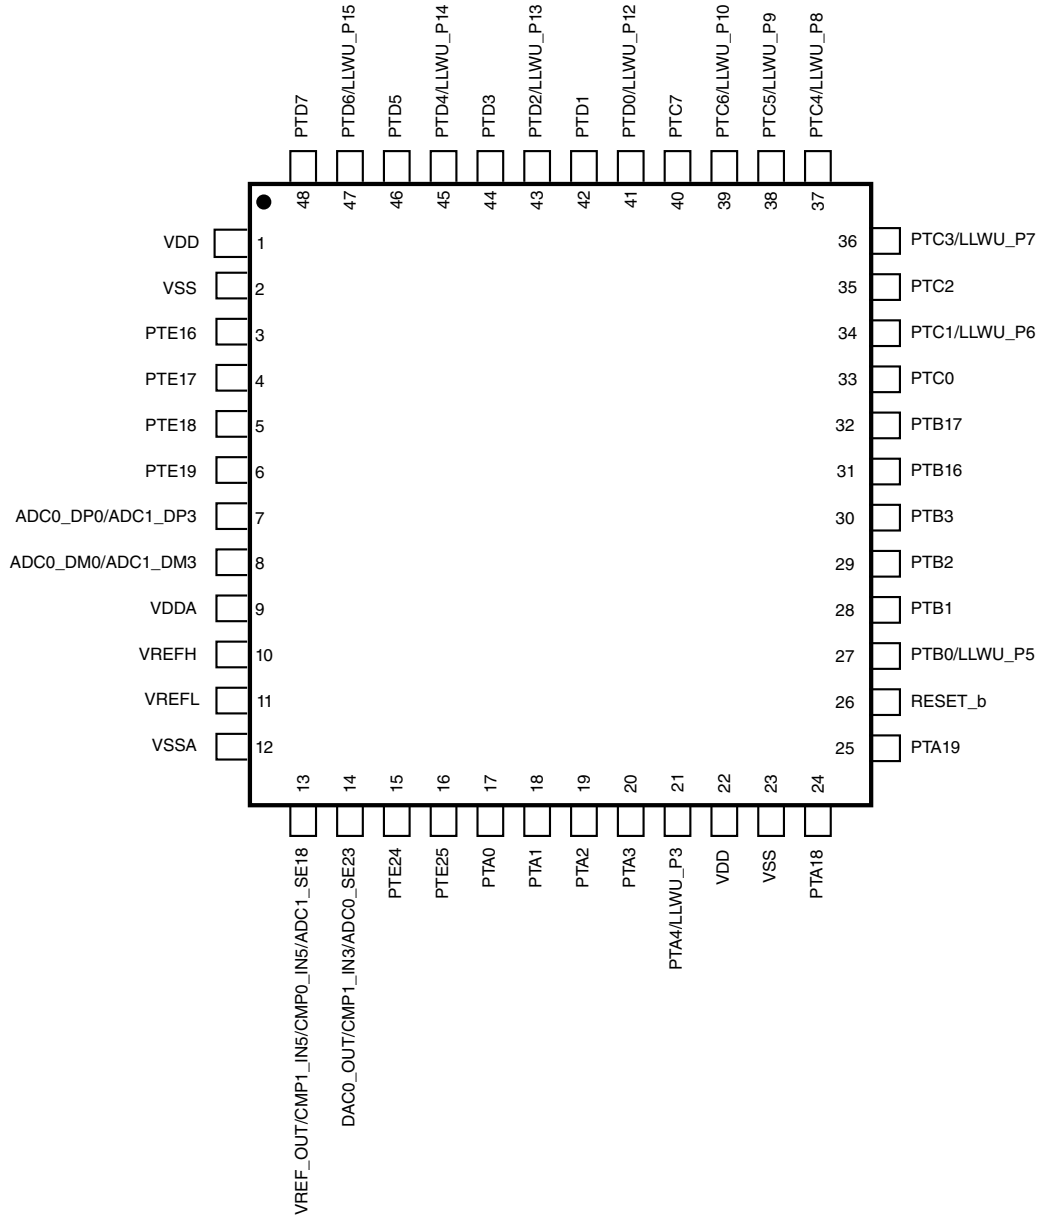 PTD7
PTD6/LLWU_P15
PTD5
PTD4/LLWU_P14
PTD3
PTD2/LLWU_P13
PTD1
PTD0/LLWU_P12
PTC7
PTC6/LLWU_P10
PTC5/LLWU_P9
PTC4/LLWU_P8
48
47
46
45
44
43
42
41
40
39
38
37
VDD 1
VSS 2
PTE16 3
PTE17 4
PTE18 5
PTE19 6
ADC0_DP0/ADC1_DP3 7
ADC0_DM0/ADC1_DM3 8
VDDA 9
VREFH 10
VREFL 11
VSSA 12
36 PTC3/LLWU_P7
35 PTC2
34 PTC1/LLWU_P6
33 PTC0
32 PTB17
31 PTB16
30 PTB3
29 PTB2
28 PTB1
27 PTB0/LLWU_P5
26 RESET_b
25 PTA19
13
14
15
16
17
18
19
20
21
22
23
24
VREF_OUT/CMP1_IN5/CMP0_IN5/ADC1_SE18
DAC0_OUT/CMP1_IN3/ADC0_SE23
PTE24
PTE25
PTA0
PTA1
PTA2
PTA3
PTA4/LLWU_P3
VDD
VSS
PTA18